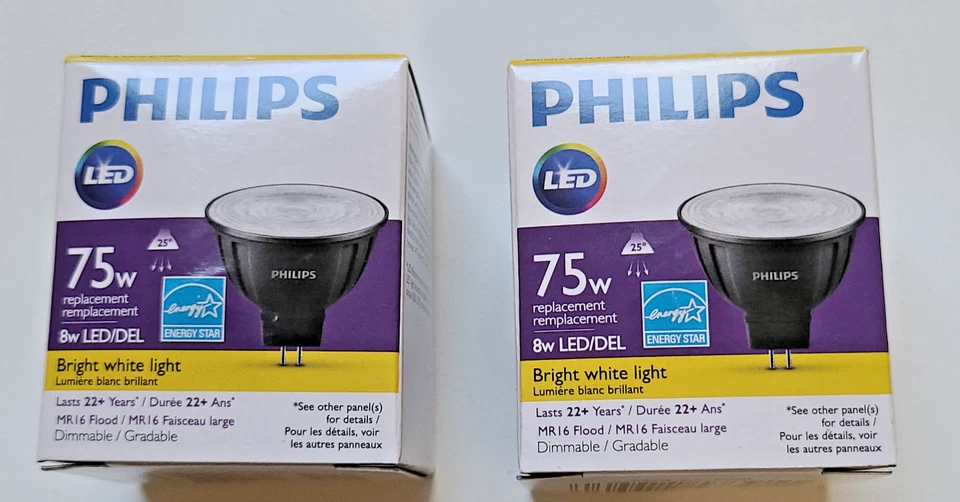 PHILIPS
LED
25°
75w
replacement
remplacement
8w LED/DEL
PHILIPS
energy
ENERGY STAR
Bright white light
Lumière blanc brillant
Lasts 22+ Years* / Durée 22+ Ans*
MR16 Flood / MR16 Faisceau large
Dimmable / Gradable
*See other panel(s)
for details /
Pour les détails, voir
les autres panneaux
PHILIPS
LED
25°
75w
replacement
remplacement
8w LED/DEL
PHILIPS
energy
ENERGY STAR
Bright white light
Lumière blanc brillant
Lasts 22+ Years* / Durée 22+ Ans*
MR16 Flood / MR16 Faisceau large
Dimmable / Gradable
*See other panel(s)
for details /
Pour les détails, voir
les autres panneaux